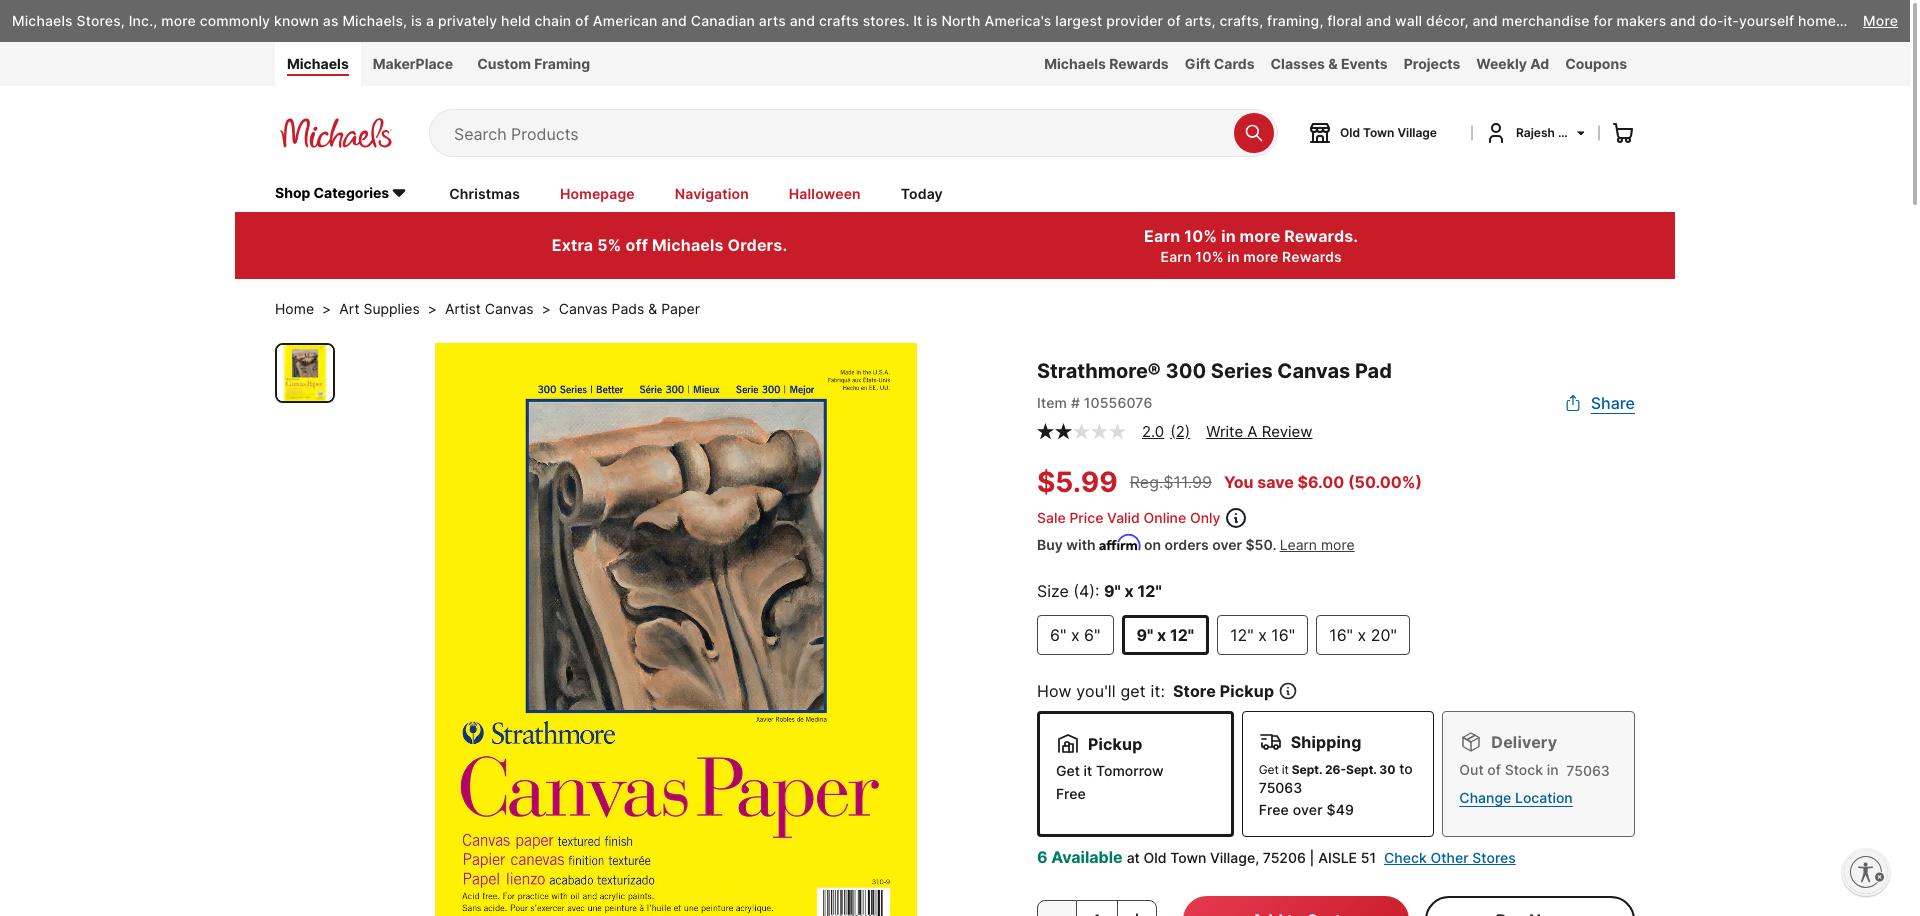 Michaels Stores, Inc., more commonly known as Michaels, is a privately held chain of American and Canadian arts and crafts stores. It is North America's largest provider of arts, crafts, framing, floral and wall décor, and merchandise for makers and do-it-yourself home... More
Michaels MakerPlace Custom Framing Michaels Rewards Gift Cards Classes & Events Projects Weekly Ad Coupons
Michaels Search Products Old Town Village Rajesh ...
Shop Categories Christmas Homepage Navigation Halloween Today
Extra 5% off Michaels Orders.
Earn 10% in more Rewards.
Earn 10% in more Rewards
Home > Art Supplies > Artist Canvas > Canvas Pads & Paper
Made in the U.S.A.
Fabriqué aux États-Unis
Hecho en EE. UU.
300 Series | Better Série 300 | Mieux Serie 300 | Mejor
Xavier Robles de Medina
Strathmore
Canvas Paper
Canvas paper textured finish
Papier canevas finition texturée
Papel lienzo acabado texturizado
310-9
Acid free. For practice with oil and acrylic paints.
Sans acide. Pour s'exercer avec une peinture à l'huile et une peinture acrylique.
Strathmore® 300 Series Canvas Pad
Item # 10556076
Share
2.0 (2) Write A Review
$5.99 Reg.$11.99 You save $6.00 (50.00%)
Sale Price Valid Online Only
Buy with affirm on orders over $50. Learn more
Size (4): 9" x 12"
6" x 6" 9" x 12" 12" x 16" 16" x 20"
How you'll get it: Store Pickup
Pickup
Get it Tomorrow
Free
Shipping
Get it Sept. 26-Sept. 30 to
75063
Free over $49
Delivery
Out of Stock in 75063
Change Location
6 Available at Old Town Village, 75206 | AISLE 51 Check Other Stores